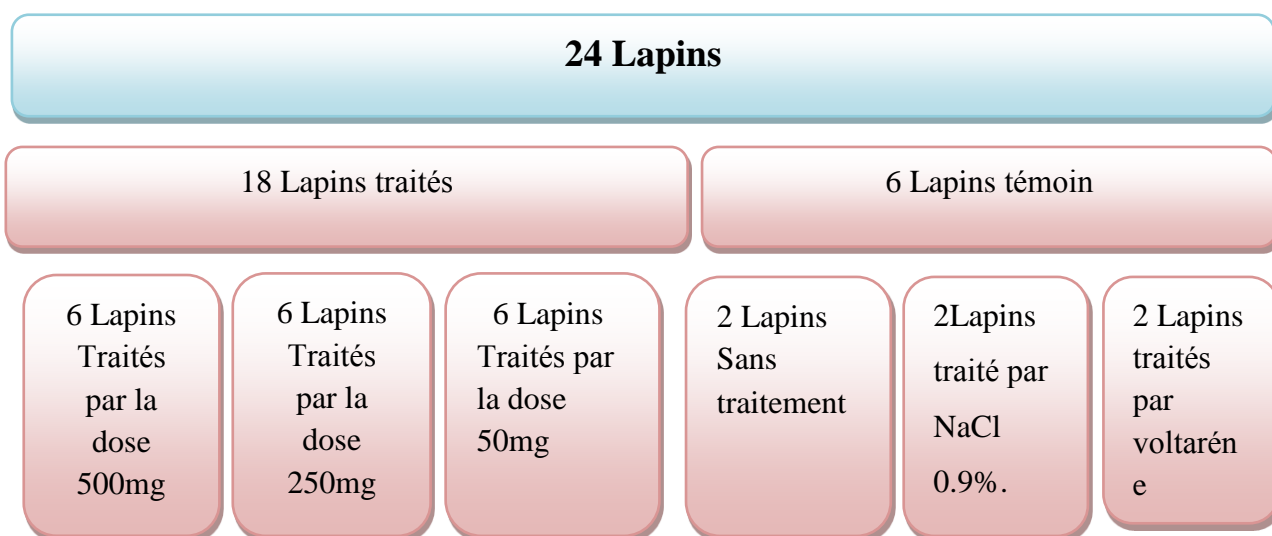 24 Lapins
18 Lapins traités
6 Lapins témoin
6 Lapins
Traités
par la
dose
500mg
6 Lapins
Traités
par la
dose
250mg
6 Lapins
Traités par
la dose
50mg
2 Lapins
Sans
traitement
2Lapins
traité par
NaCl
0.9%.
2 Lapins
traités
par
voltarén
e